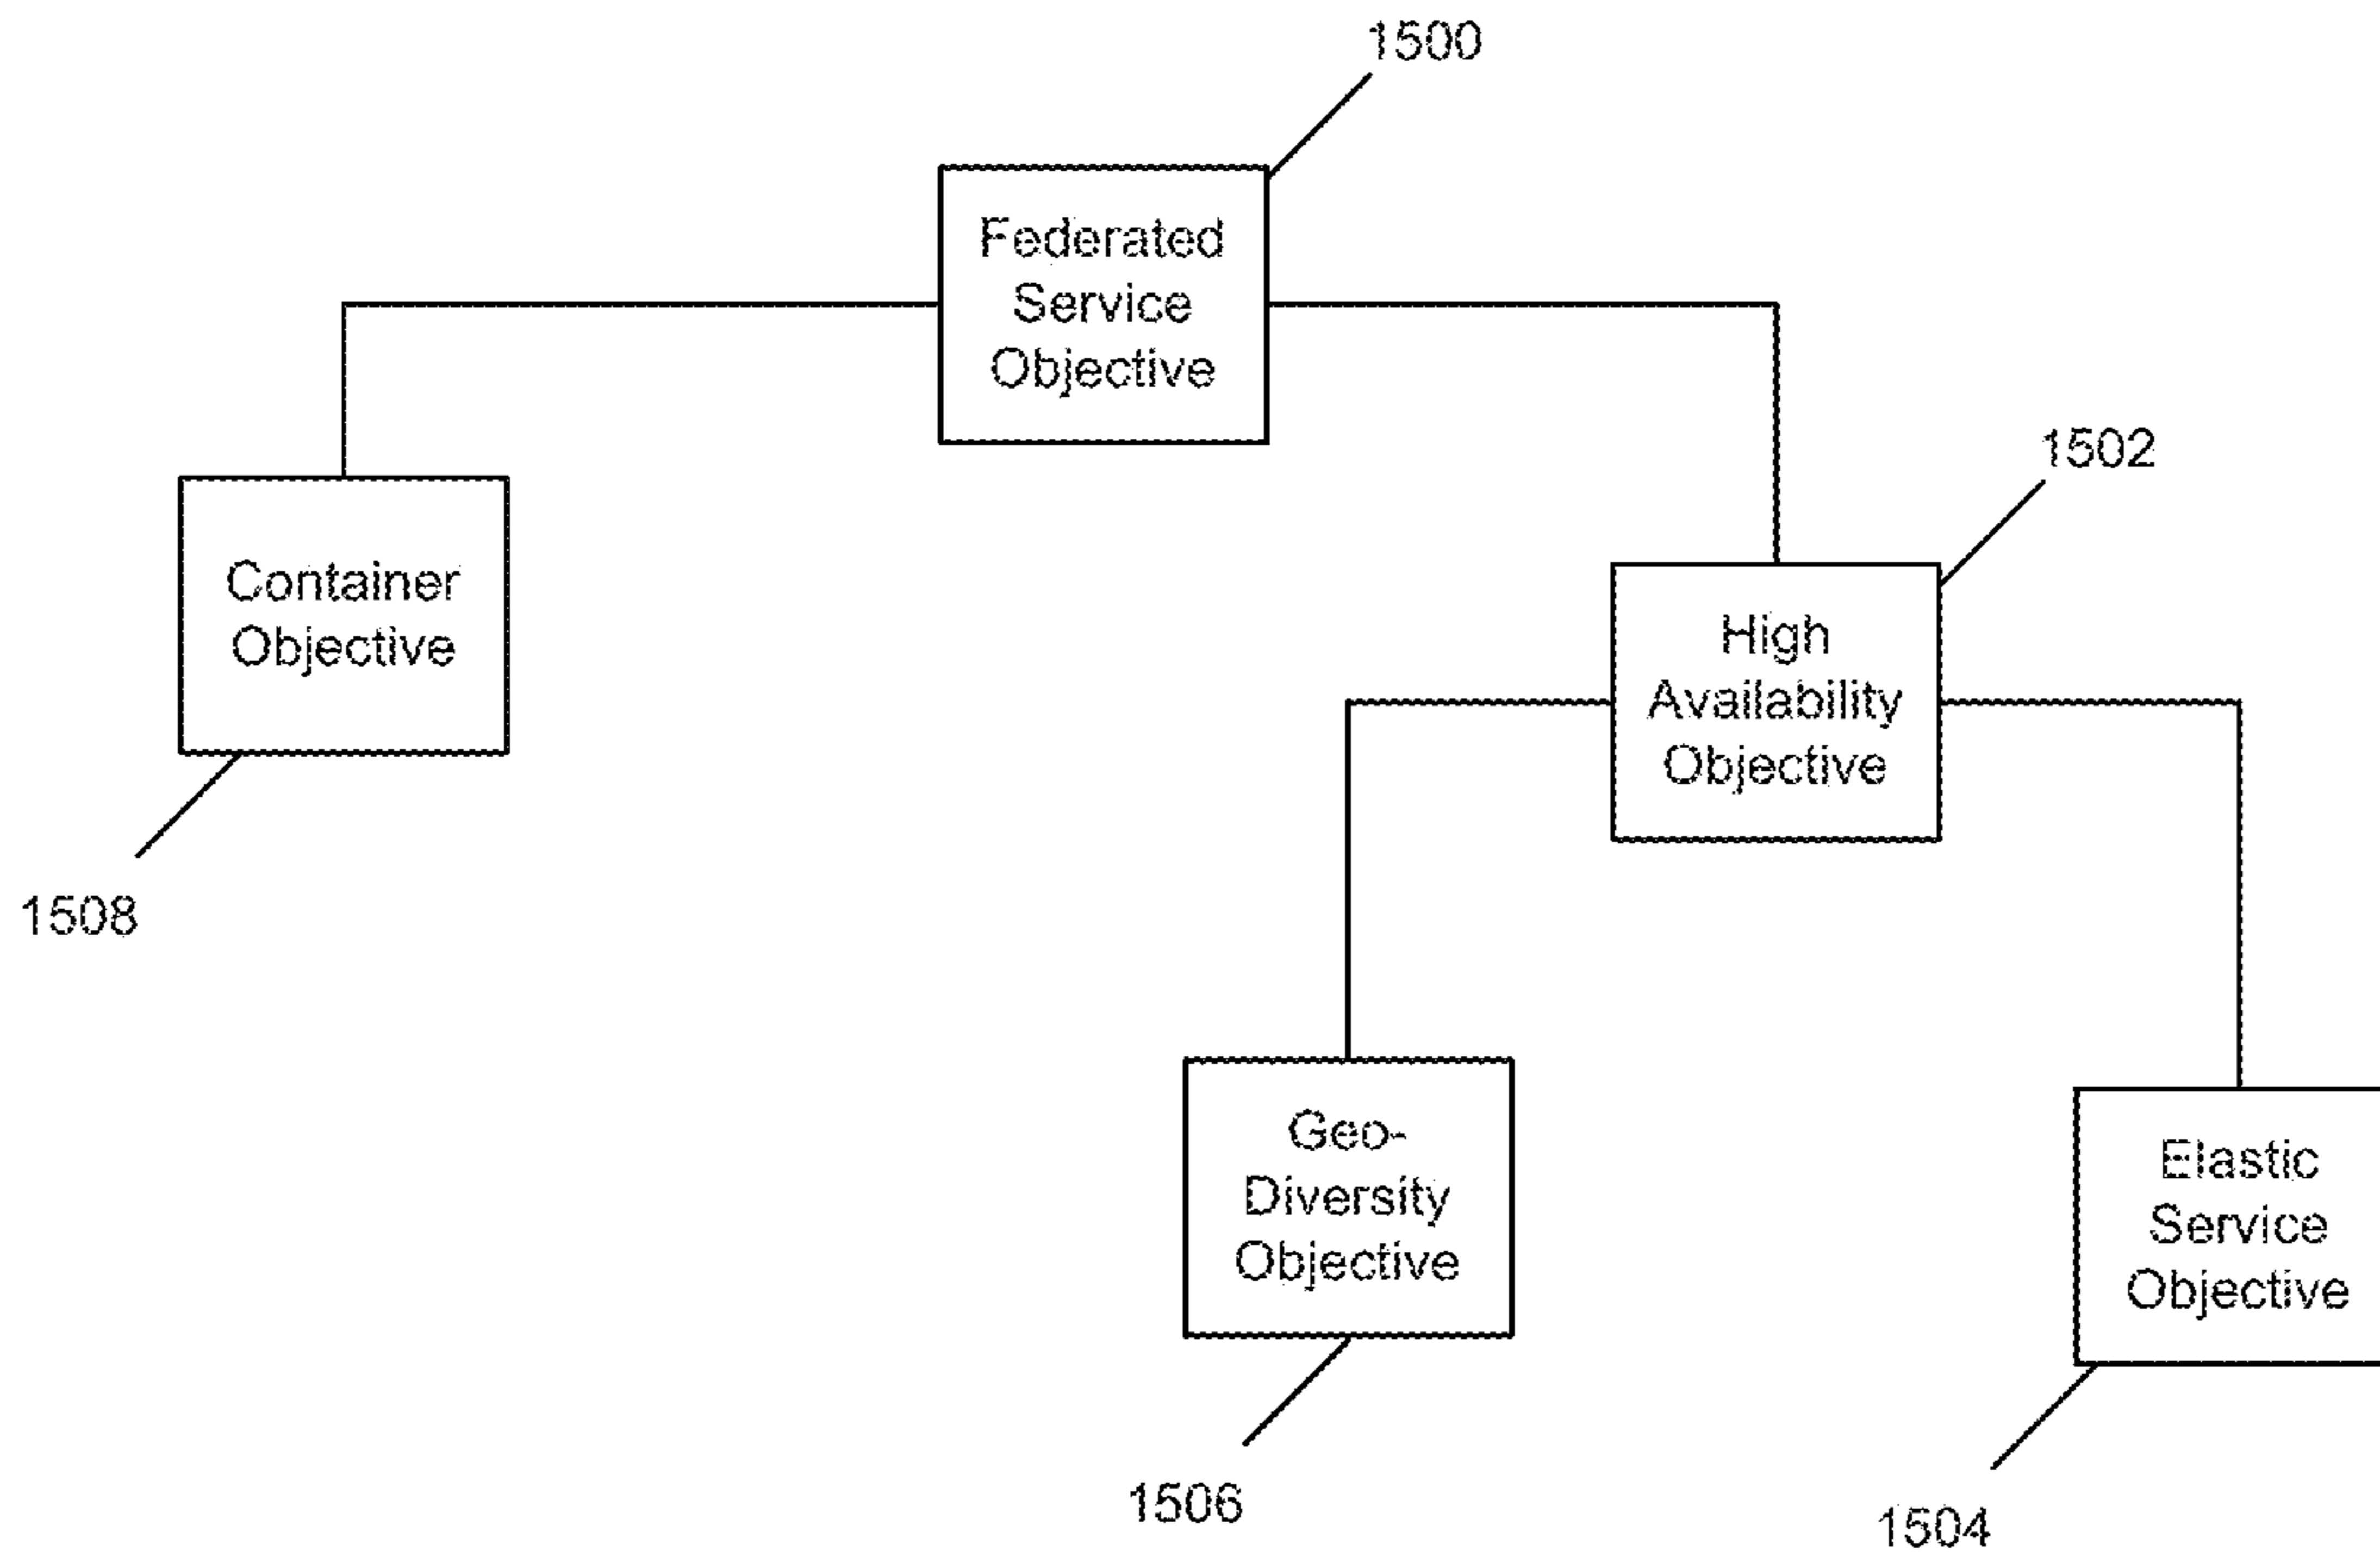 1500
Federated
Service
Objective
1502
Container
Objective
High
Availability
Objective
1508
Geo-
Diversity
Objective
Elastic
Service
Objective
1506
1504